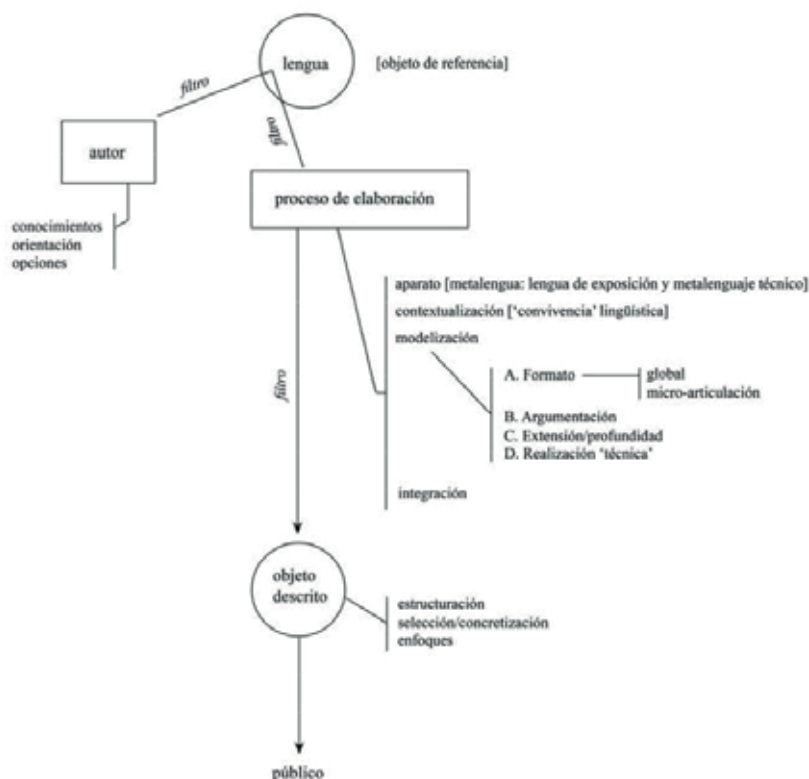 lengua
[objeto de referencia]
filtro
filtro
autor
proceso de elaboración
conocimientos
orientación
opciones
aparato [metalengua: lengua de exposición y metalenguaje técnico]
contextualización [‘convivencia’ lingüística]
modelización
A. Formato
global
micro-articulación
B. Argumentación
C. Extensión/profundidad
D. Realización ‘técnica’
filtro
integración
objeto
descrito
estructuración
selección/concretización
enfoques
público